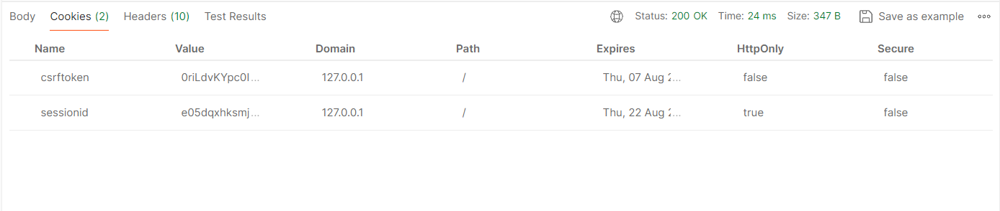 Body Cookies (2) Headers (10) Test Results Status: 200 OK Time: 24 ms Size: 347 B Save as example
Name Value Domain Path Expires HttpOnly Secure
csrftoken 0riLdvKYpc0I... 127.0.0.1 / Thu, 07 Aug 2... false false
sessionid e05dqxhksmj... 127.0.0.1 / Thu, 22 Aug 2... true false